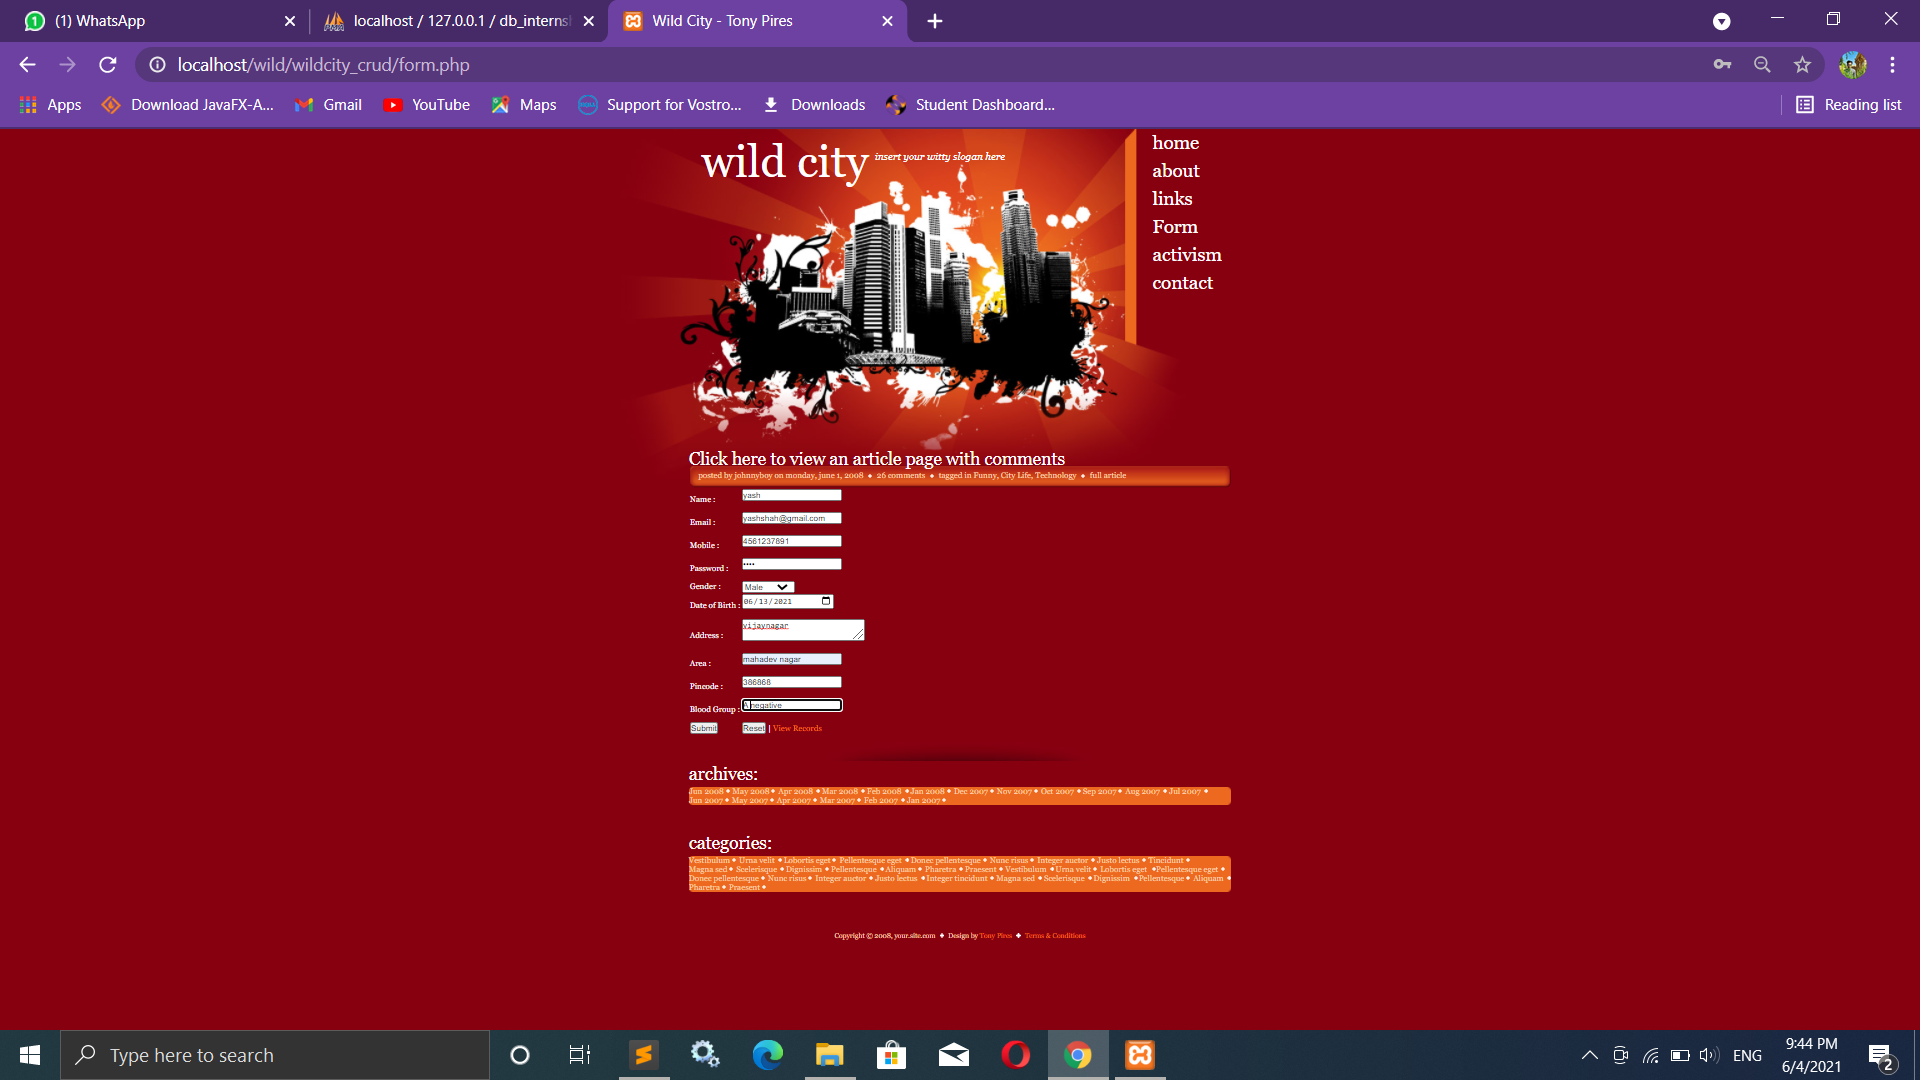 (1) WhatsApp
localhost / 127.0.0.1 / db_interns
Wild City - Tony Pires
localhost/wild/wildcity_crud/form.php
Apps
Download JavaFX-A...
Gmail
YouTube
Maps
Support for Vostro...
Downloads
Student Dashboard...
Reading list
wild city
insert your witty slogan here
home
about
links
Form
activism
contact
Click here to view an article page with comments
posted by johnnyboy on monday, june 1, 2008 ♦ 26 comments ♦ tagged in Funny, City Life, Technology ♦ full article
Name : yash
Email : yashshah@gmail.com
Mobile : 4561237891
Password : ••••
Gender : Male
Date of Birth : 06/13/2021
Address : vijaynagar
Area : mahadev nagar
Pincode : 386868
Blood Group : A negative
Submit Reset | View Records
archives:
Jun 2008 ♦ May 2008 ♦ Apr 2008 ♦ Mar 2008 ♦ Feb 2008 ♦ Jan 2008 ♦ Dec 2007 ♦ Nov 2007 ♦ Oct 2007 ♦ Sep 2007 ♦ Aug 2007 ♦ Jul 2007 ♦
Jun 2007 ♦ May 2007 ♦ Apr 2007 ♦ Mar 2007 ♦ Feb 2007 ♦ Jan 2007 ♦
categories:
Vestibulum ♦ Urna velit ♦ Lobortis eget ♦ Pellentesque eget ♦ Donec pellentesque ♦ Nunc risus ♦ Integer auctor ♦ Justo lectus ♦ Tincidunt ♦
Magna sed ♦ Scelerisque ♦ Dignissim ♦ Pellentesque ♦ Aliquam ♦ Pharetra ♦ Praesent ♦ Vestibulum ♦ Urna velit ♦ Lobortis eget ♦ Pellentesque eget ♦
Donec pellentesque ♦ Nunc risus ♦ Integer auctor ♦ Justo lectus ♦ Integer tincidunt ♦ Magna sed ♦ Scelerisque ♦ Dignissim ♦ Pellentesque ♦ Aliquam ♦
Pharetra ♦ Praesent ♦
Copyright © 2008, your.site.com ♦ Design by Tony Pires ♦ Terms & Conditions
Type here to search
ENG
9:44 PM
6/4/2021
2